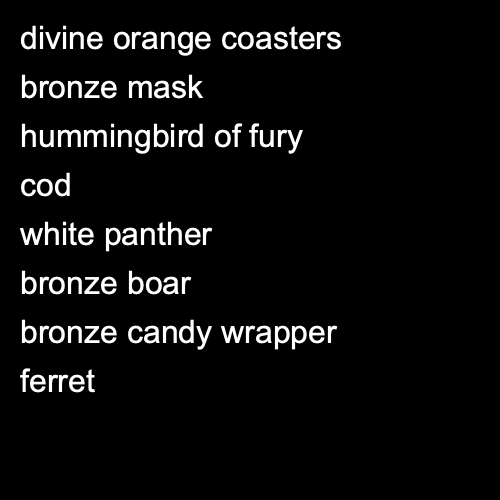 divine orange coasters
bronze mask
hummingbird of fury
cod
white panther
bronze boar
bronze candy wrapper
ferret